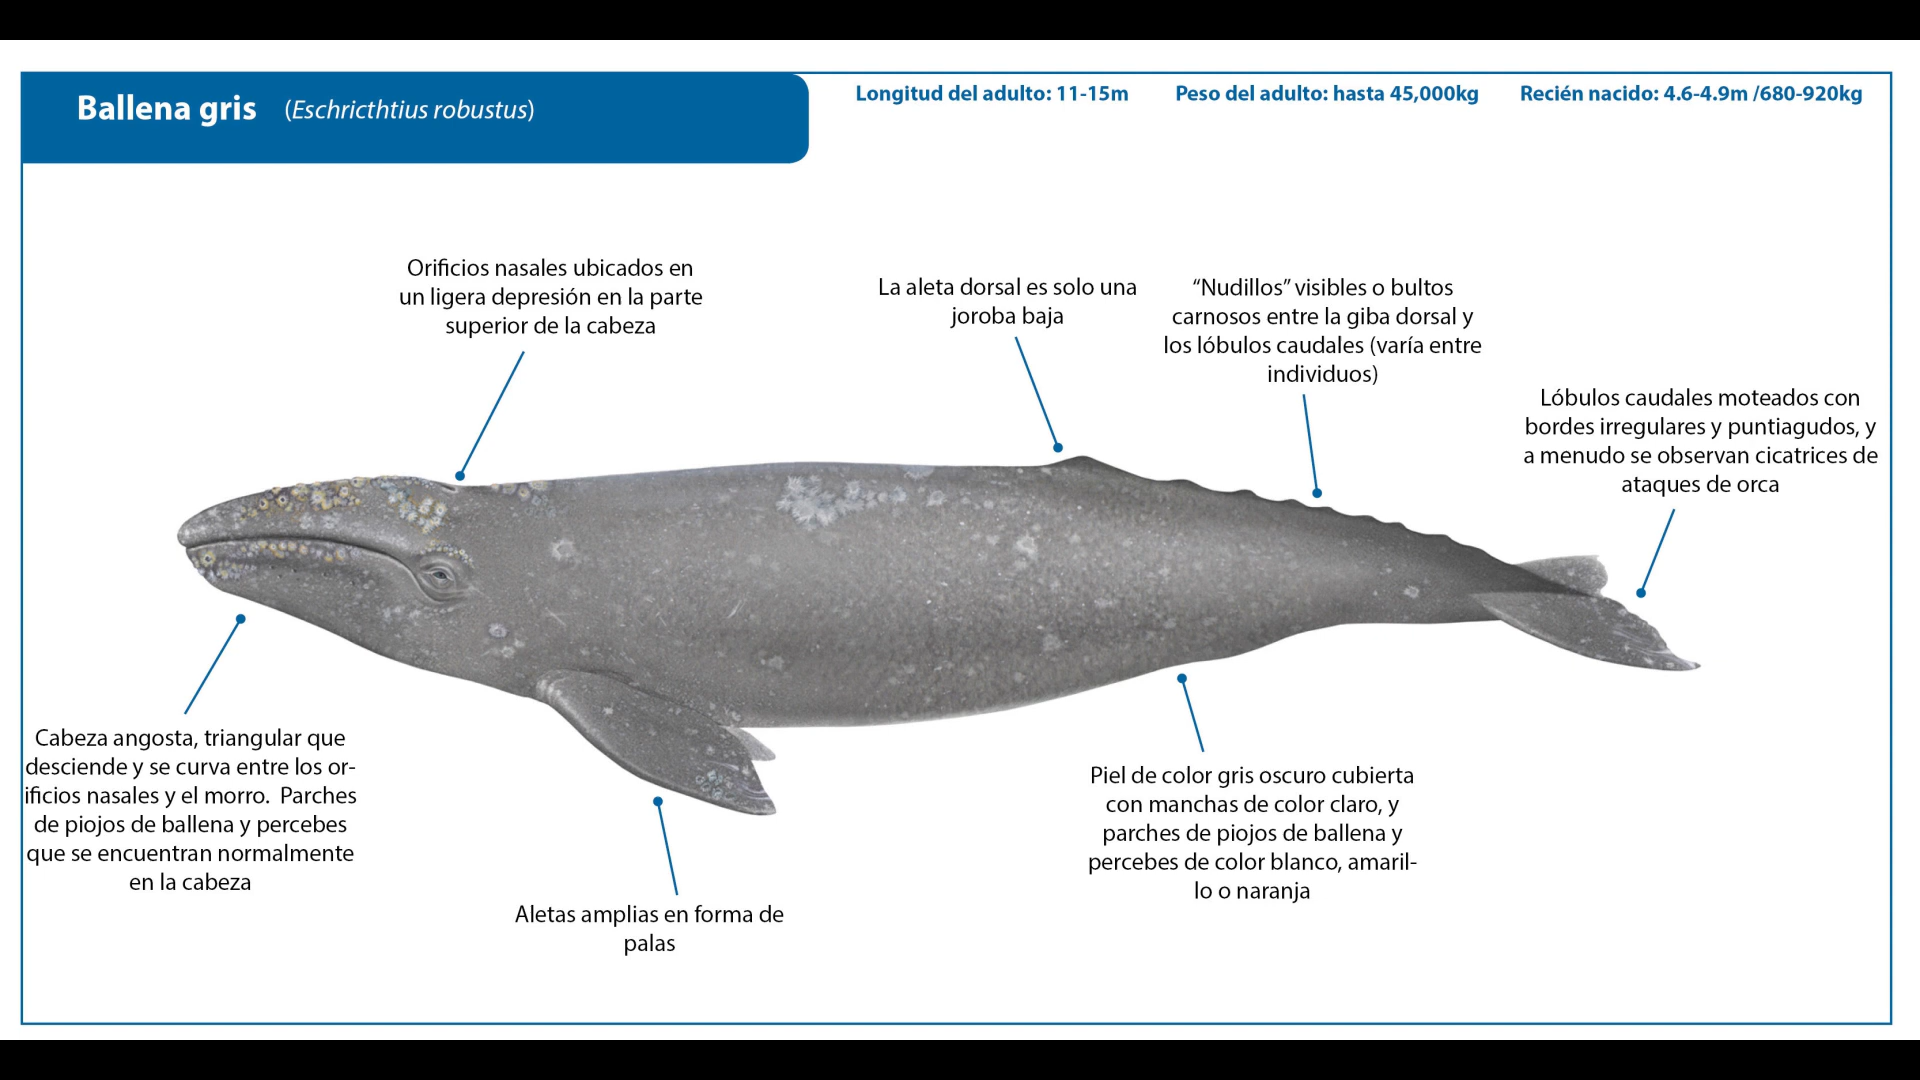 Ballena gris (Eschricthtius robustus)
Longitud del adulto: 11-15m
Peso del adulto: hasta 45,000kg
Recién nacido: 4.6-4.9m /680-920kg
Orificios nasales ubicados en
un ligera depresión en la parte
superior de la cabeza
La aleta dorsal es solo una
joroba baja
“Nudillos” visibles o bultos
carnosos entre la giba dorsal y
los lóbulos caudales (varía entre
individuos)
Lóbulos caudales moteados con
bordes irregulares y puntiagudos, y
a menudo se observan cicatrices de
ataques de orca
Cabeza angosta, triangular que
desciende y se curva entre los or-
ificios nasales y el morro. Parches
de piojos de ballena y percebes
que se encuentran normalmente
en la cabeza
Aletas amplias en forma de
palas
Piel de color gris oscuro cubierta
con manchas de color claro, y
parches de piojos de ballena y
percebes de color blanco, amaril-
lo o naranja